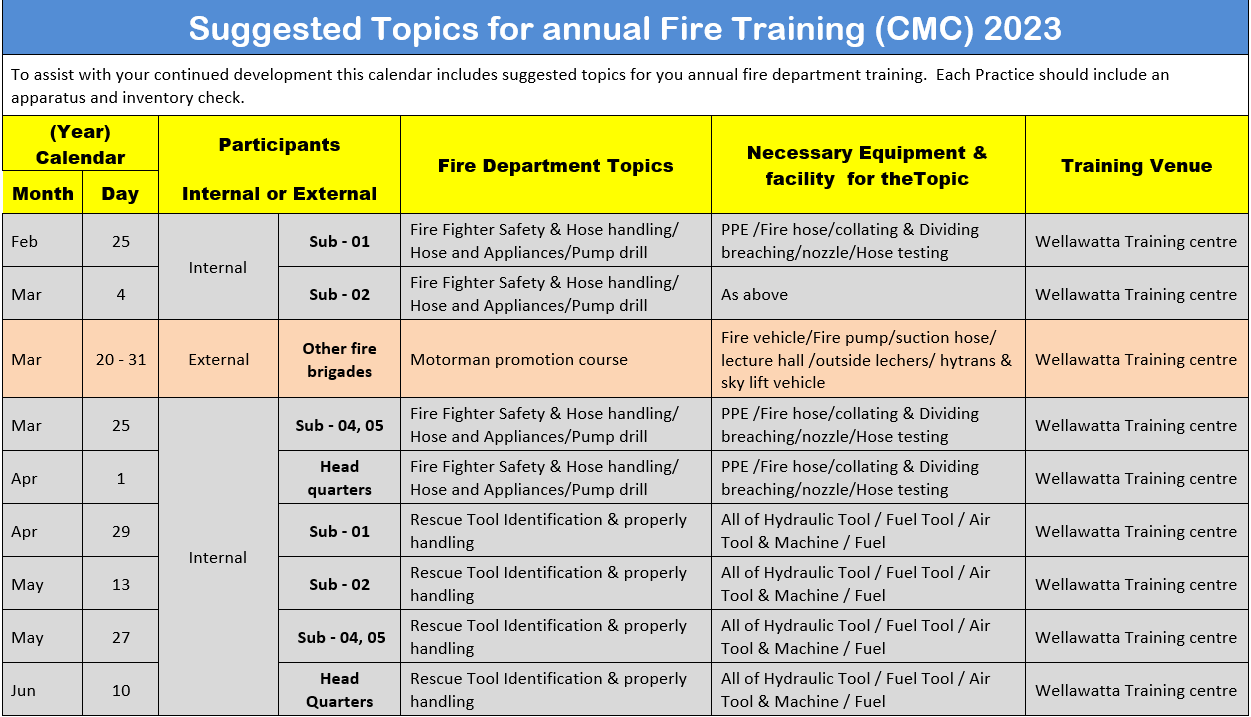 Suggested Topics for annual Fire Training (CMC) 2023
To assist with your continued development this calendar includes suggested topics for you annual fire department training.  Each Practice should include an
apparatus and inventory check.
(Year)
Calendar
Month
Day
Participants
Internal or External
Fire Department Topics
Necessary Equipment &
facility  for theTopic
Training Venue
Feb
25
Internal
Sub - 01
Fire Fighter Safety & Hose handling/
Hose and Appliances/Pump drill
PPE /Fire hose/collating & Dividing
breaching/nozzle/Hose testing
Wellawatta Training centre
Mar
4
Sub - 02
Fire Fighter Safety & Hose handling/
Hose and Appliances/Pump drill
As above
Wellawatta Training centre
Mar
20 - 31
External
Other fire
brigades
Motorman promotion course
Fire vehicle/Fire pump/suction hose/
lecture hall /outside lechers/ hytrans &
sky lift vehicle
Wellawatta Training centre
Mar
25
Internal
Sub - 04, 05
Fire Fighter Safety & Hose handling/
Hose and Appliances/Pump drill
PPE /Fire hose/collating & Dividing
breaching/nozzle/Hose testing
Wellawatta Training centre
Apr
1
Head
quarters
Fire Fighter Safety & Hose handling/
Hose and Appliances/Pump drill
PPE /Fire hose/collating & Dividing
breaching/nozzle/Hose testing
Wellawatta Training centre
Apr
29
Sub - 01
Rescue Tool Identification & properly
handling
All of Hydraulic Tool / Fuel Tool / Air
Tool & Machine / Fuel
Wellawatta Training centre
May
13
Sub - 02
Rescue Tool Identification & properly
handling
All of Hydraulic Tool / Fuel Tool / Air
Tool & Machine / Fuel
Wellawatta Training centre
May
27
Sub - 04, 05
Rescue Tool Identification & properly
handling
All of Hydraulic Tool / Fuel Tool / Air
Tool & Machine / Fuel
Wellawatta Training centre
Jun
10
Head
Quarters
Rescue Tool Identification & properly
handling
All of Hydraulic Tool / Fuel Tool / Air
Tool & Machine / Fuel
Wellawatta Training centre